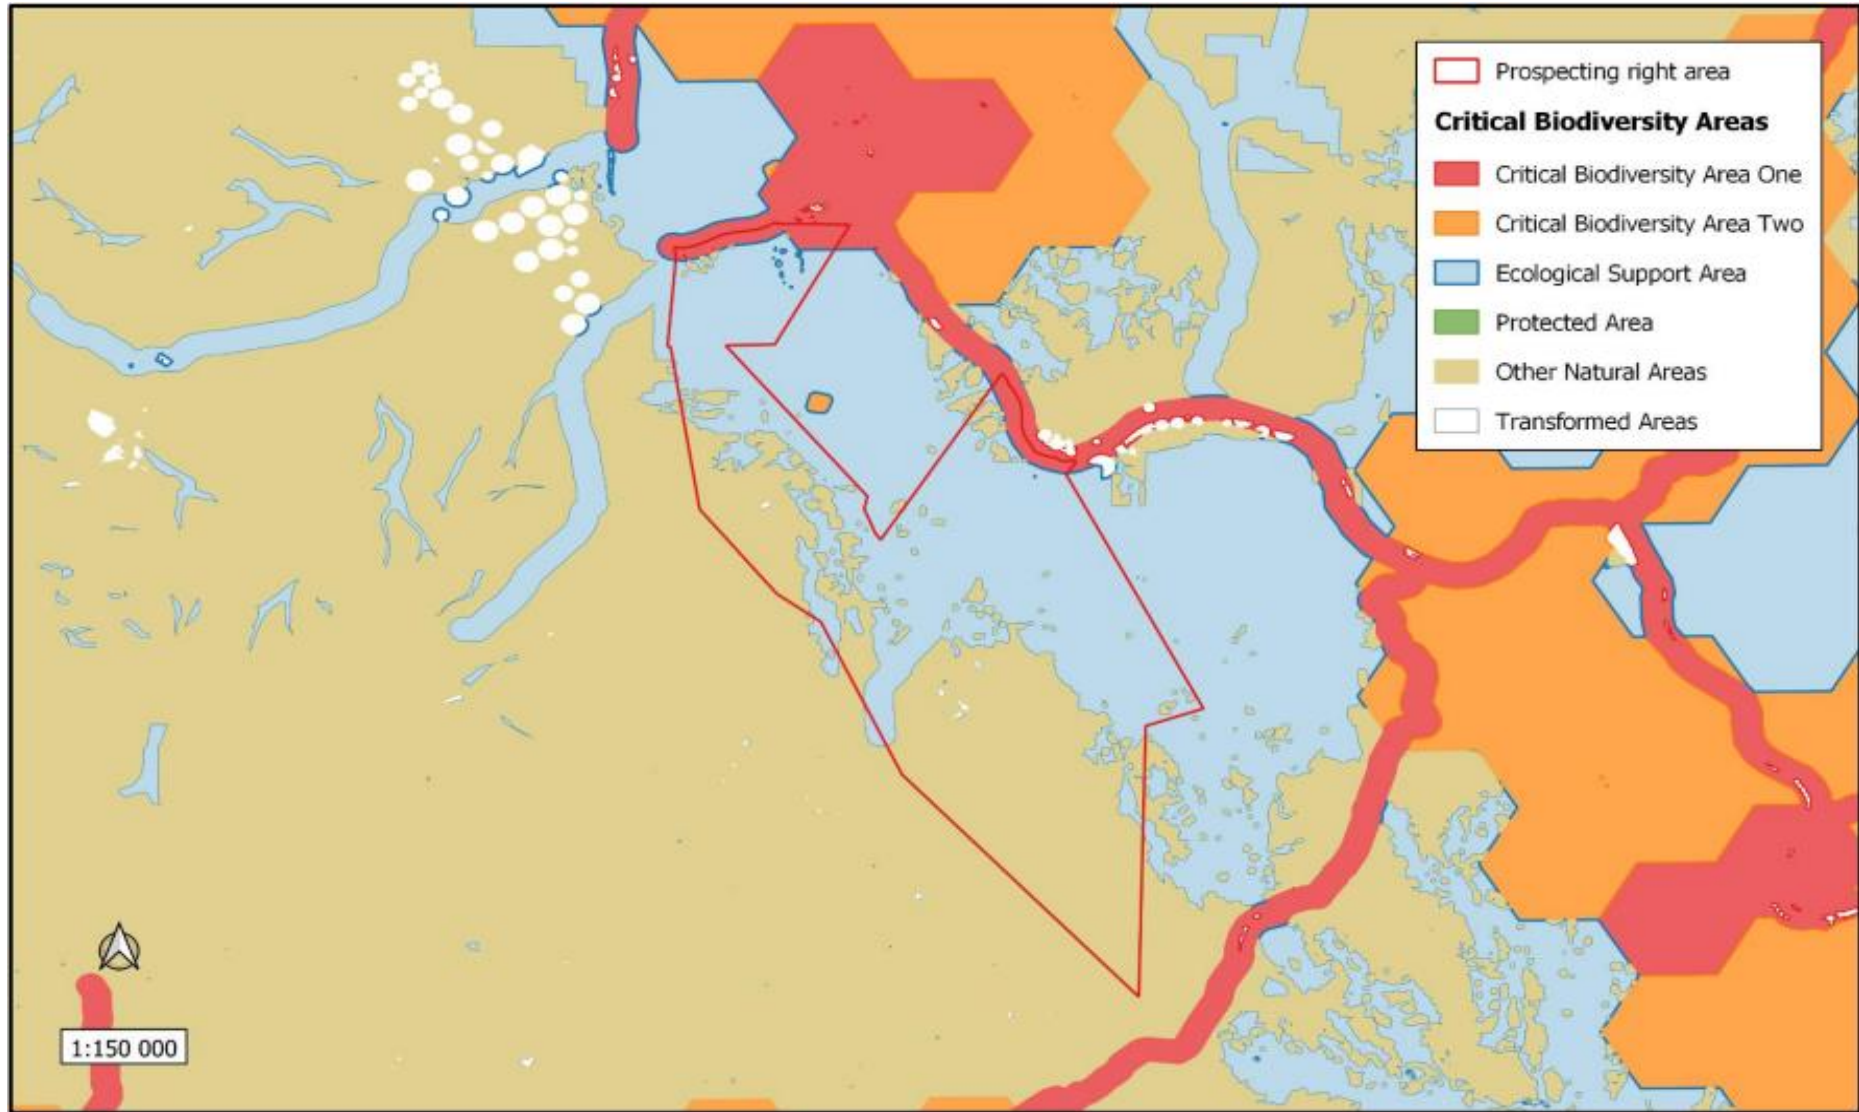 Prospecting right area
Critical Biodiversity Areas
Critical Biodiversity Area One
Critical Biodiversity Area Two
Ecological Support Area
Protected Area
Other Natural Areas
Transformed Areas
1:150 000